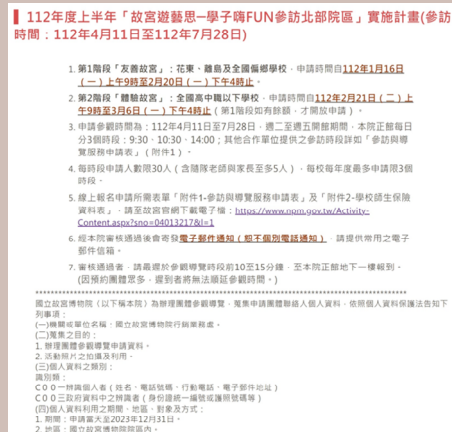 112年度上半年「故宮遊藝思—學子嗨FUN參訪北部院區」實施計畫(參訪
時間：112年4月11日至112年7月28日)
1. 第1階段「友善故宮」：花東、離島及全國偏鄉學校，申請時間自112年1月16日
（一）上午9時至2月20日（一）下午4時止。
2. 第2階段「體驗故宮」：全國高中職以下學校，申請時間自112年2月21日（二）上
午9時至3月6日（一）下午4時止（第1階段如有餘額，才開放申請）。
3. 申請參觀時間為：112年4月11日至7月28日，週二至週五開館期間，本院正館每日
分3個時段：9:30、10:30、14:00；其他合作單位提供之參訪時段詳如「參訪與導
覽服務申請表」（附件1）。
4. 每時段申請人數限30人（含隨隊老師與家長至多5人），每校每年度最多申請限3個
時段。
5. 線上報名申請所需表單「附件1-參訪與導覽服務申請表」及「附件2-學校師生保險
資料表」，請至故宮官網下載電子檔：https://www.npm.gov.tw/Activity-
Content.aspx?sno=04013217&l=1
6. 經本院審核通過後會寄發電子郵件通知（恕不個別電話通知），請提供常用之電子
郵件信箱。
7. 審核通過者，請最遲於參觀導覽時段前10至15分鐘，至本院正館地下一樓報到。
(因預約團體眾多，遲到者將無法順延參觀時間。)
國立故宮博物院（以下稱本院）為辦理團體參觀導覽，蒐集申請團體聯絡人個人資料，依照個人資料保護法告知下
列事項：
(一)機關或單位名稱：國立故宮博物院行銷業務處。
(二)蒐集之目的：
1. 辦理團體參觀導覽申請資料。
2. 活動照片之拍攝及利用。
(三)個人資料之類別：
識別類：
C００一辨識個人者（姓名、電話號碼、行動電話、電子郵件地址）
C００三政府資料中之辨識者（身份證統一編號或護照號碼等）
(四)個人資料利用之期間、地區、對象及方式：
1. 期間：申請當天至2023年12月31日。
2. 地區：國立故宮博物院院區內。